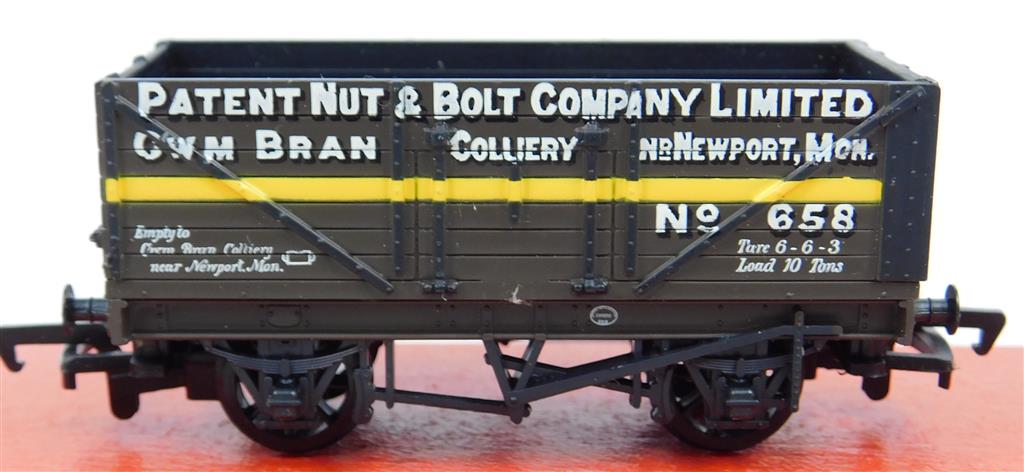 PATENT NUT & BOLT COMPANY LIMITED
CWM BRAN COLLIERY NR NEWPORT, MON.
No 658
Empty to
Cwm Bran Colliery
near Newport. Mon.
Tare 6-6-3
Load 10 Tons